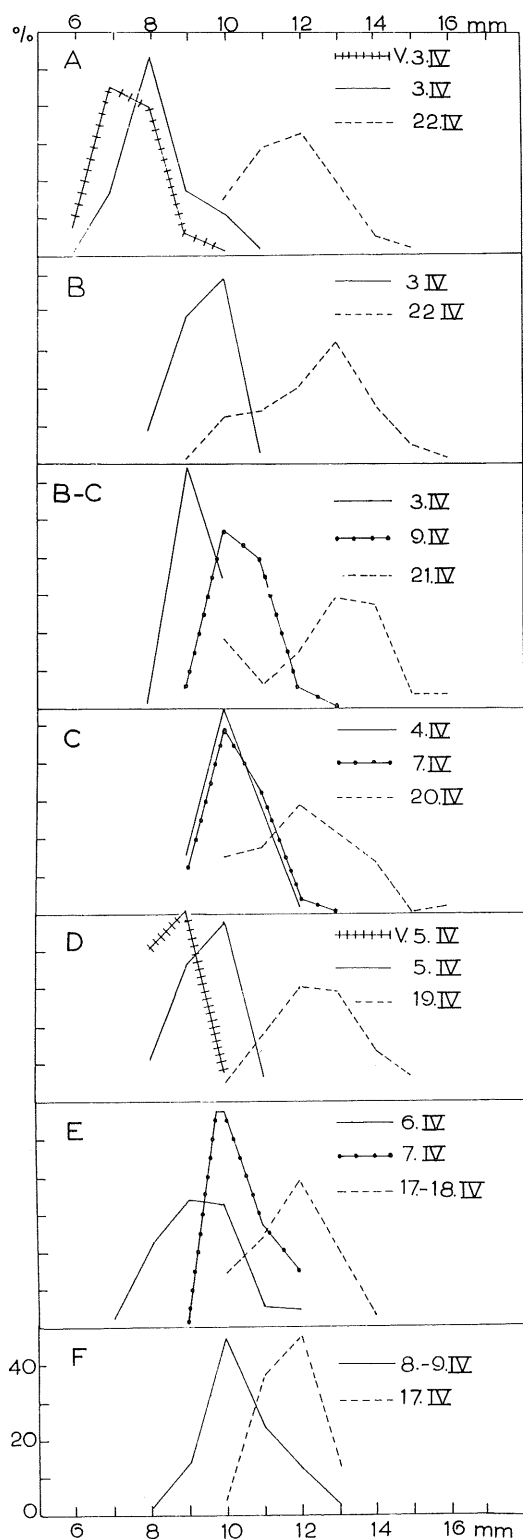 6 8 10 12 14 16 mm
%
A
V.3.IV
3.IV
22.IV
B
3 IV
22 IV
B-C
3.IV
9.IV
21.IV
C
4.IV
7.IV
20.IV
D
V. 5. IV
5. IV
19. IV
E
6. IV
7. IV
17.-18. IV
F
8.-9. IV
17. IV
40
20
0
%
6 8 10 12 14 16 mm